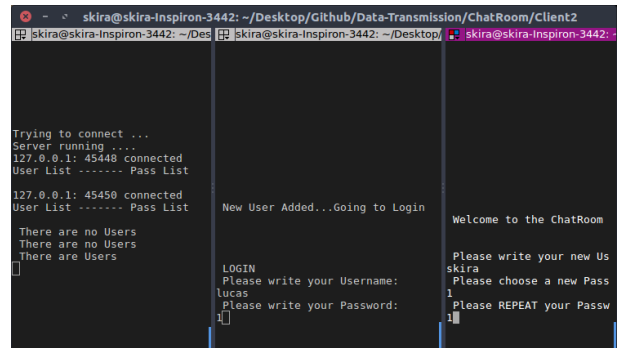 skira@skira-Inspiron-3442: ~/Desktop/Github/Data-Transmission/ChatRoom/Client2
skira@skira-Inspiron-3442: ~/Des
skira@skira-Inspiron-3442: ~/Desktop/
skira@skira-Inspiron-3442: ~
Trying to connect ...
Server running ....
127.0.0.1: 45448 connected
User List ------- Pass List
127.0.0.1: 45450 connected
User List ------- Pass List
There are no Users
There are no Users
There are Users
New User Added...Going to Login
LOGIN
Please write your Username:
lucas
Please write your Password:
1
Welcome to the ChatRoom
Please write your new Us
skira
Please choose a new Pass
1
Please REPEAT your Passw
1